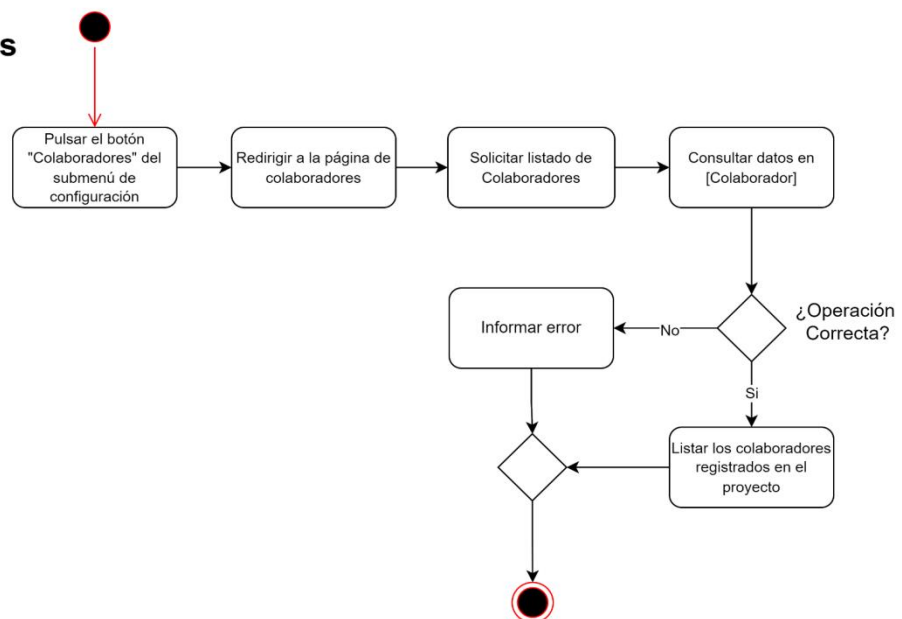 s
Pulsar el botón
"Colaboradores" del
submenú de
configuración
Redirigir a la página de
colaboradores
Solicitar listado de
Colaboradores
Consultar datos en
[Colaborador]
¿Operación
Correcta?
No
Informar error
Si
Listar los colaboradores
registrados en el
proyecto